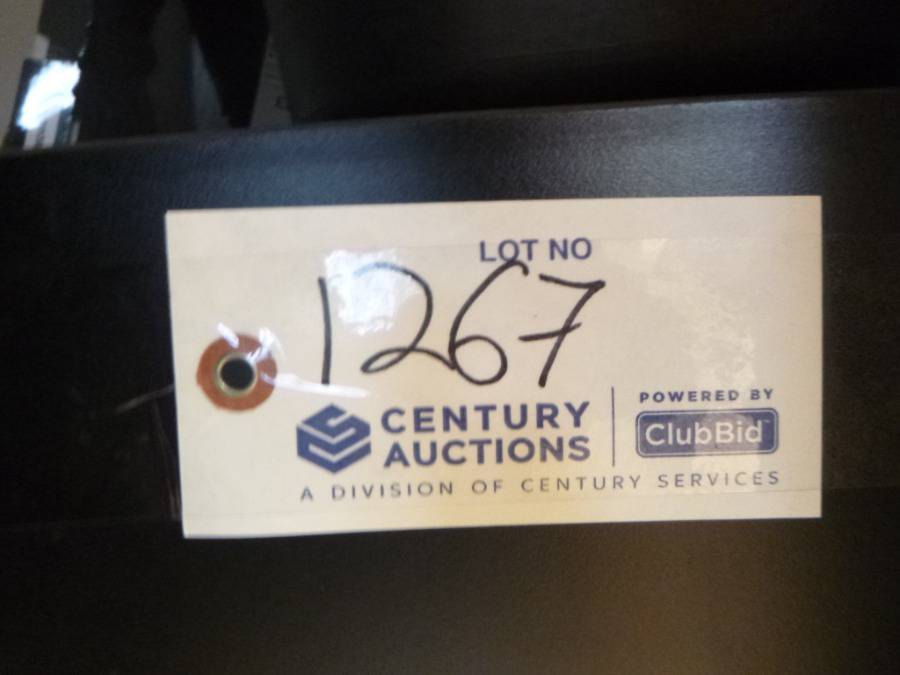 LOT NO
1267
CENTURY
AUCTIONS
POWERED BY
ClubBid
A DIVISION OF CENTURY SERVICES